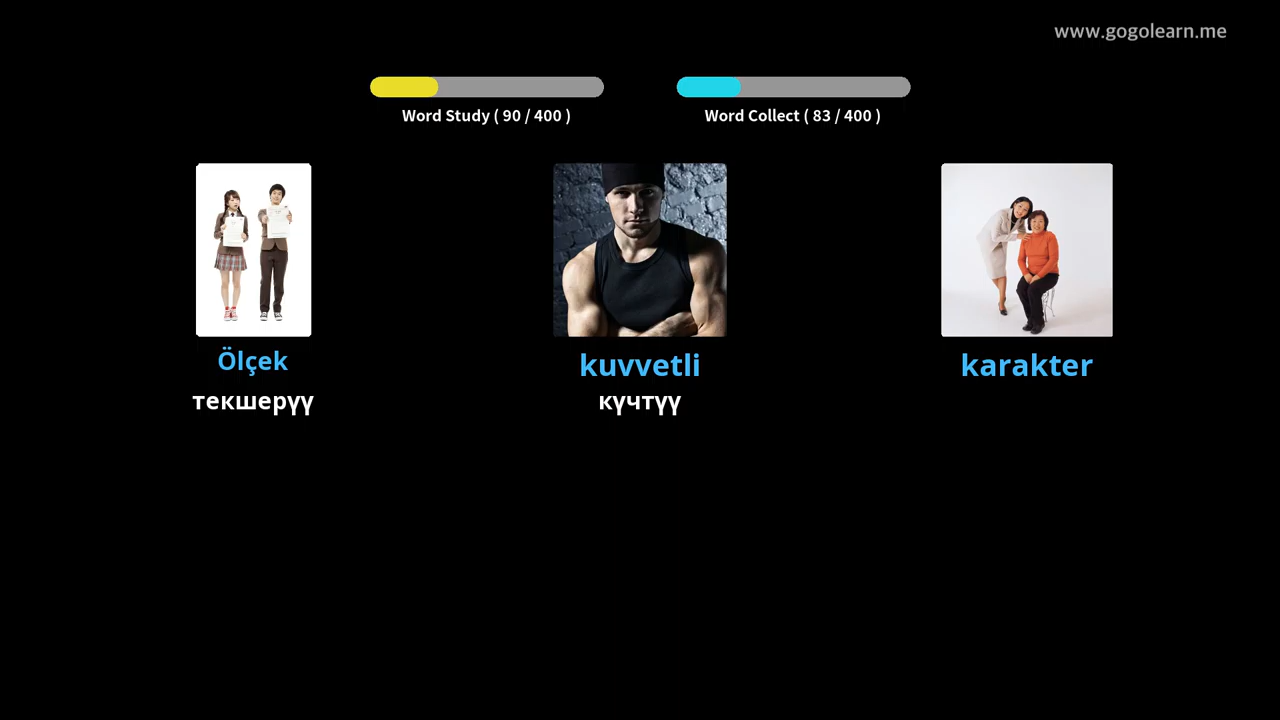 www.gogolearn.me
Word Study ( 90 / 400 )
Word Collect ( 83 / 400 )
Ölçek
kuvvetli
karakter
текшерүү
күчтүү